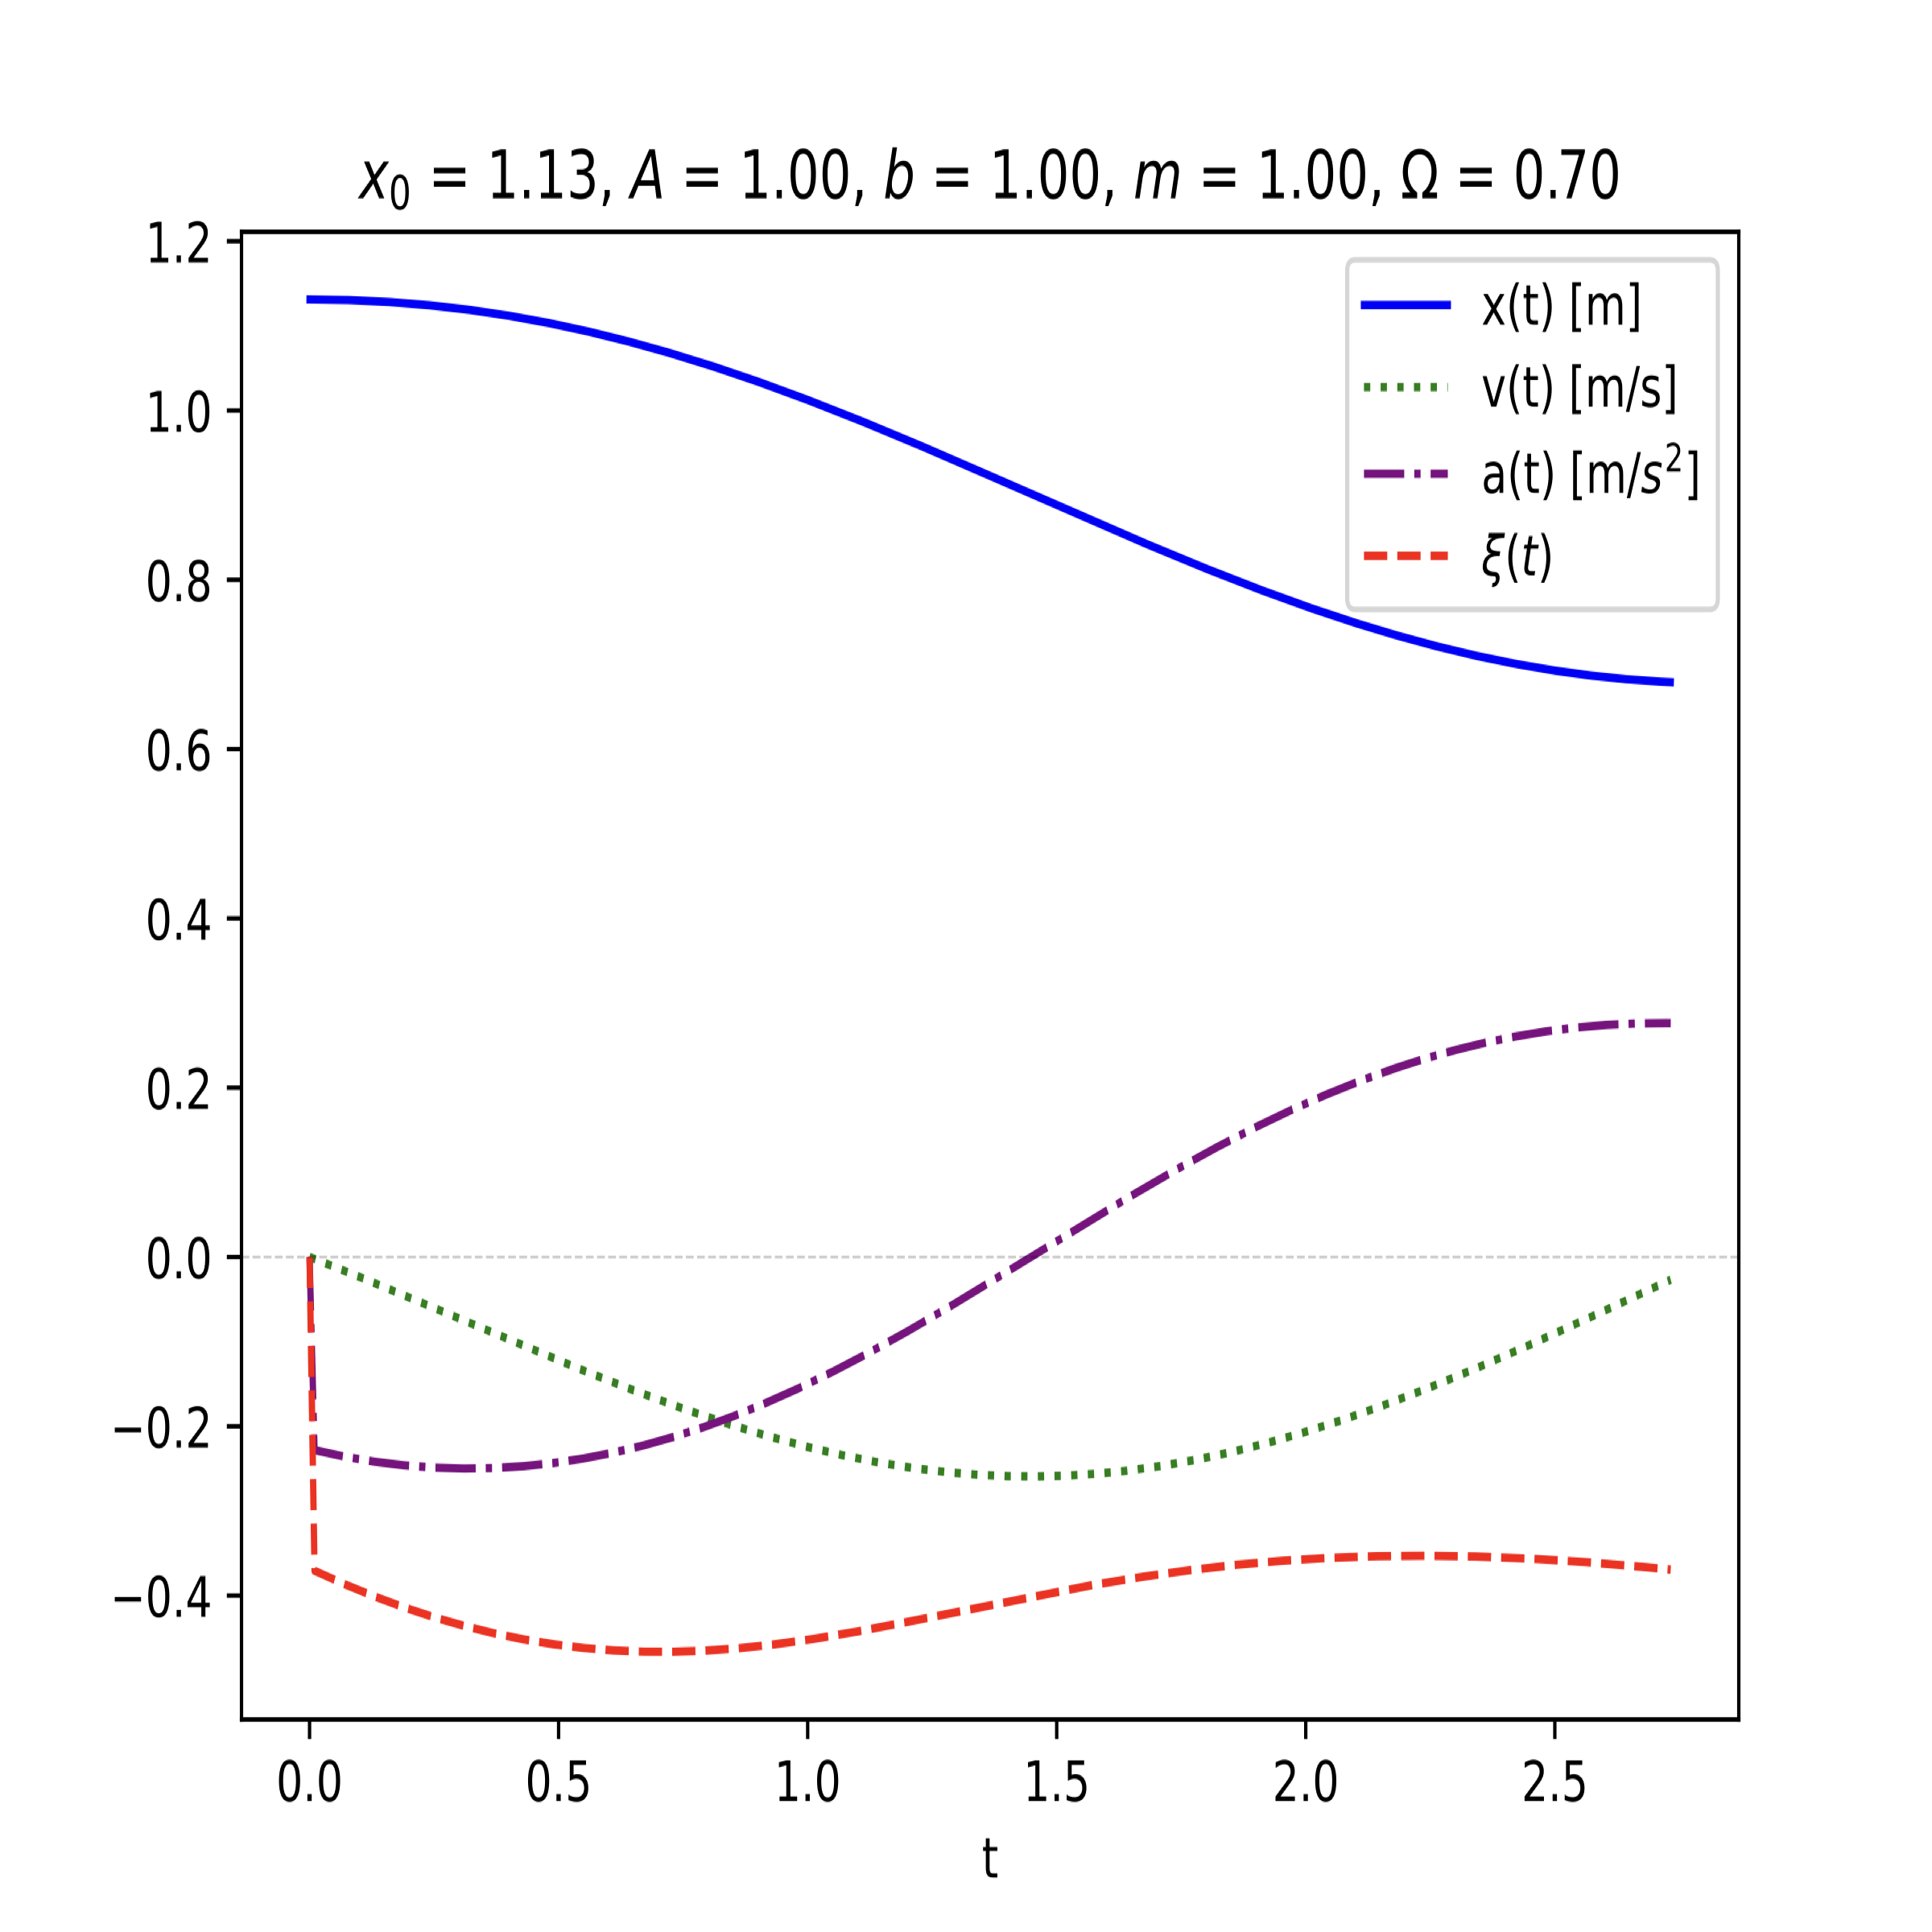 x₀ = 1.13, A = 1.00, b = 1.00, m = 1.00, Ω = 0.70
1.2
1.0
0.8
0.6
0.4
0.2
0.0
−0.2
−0.4
x(t) [m]
v(t) [m/s]
a(t) [m/s²]
ξ(t)
0.0 0.5 1.0 1.5 2.0 2.5
t